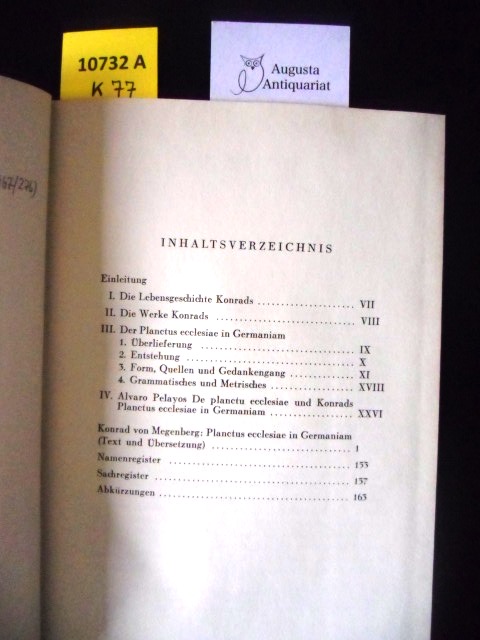 10732 A
K 77
Augusta
Antiquariat
67/276)
INHALTSVERZEICHNIS
Einleitung
I. Die Lebensgeschichte Konrads .................... VII
II. Die Werke Konrads .................... VIII
III. Der Planctus ecclesiae in Germaniam
1. Überlieferung .................... IX
2. Entstehung .................... X
3. Form, Quellen und Gedankengang .................... XI
4. Grammatisches und Metrisches .................... XVIII
IV. Alvaro Pelayos De planctu ecclesiae und Konrads
Planctus ecclesiae in Germaniam .................... XXVI
Konrad von Megenberg: Planctus ecclesiae in Germaniam
(Text und Übersetzung) .................... 1
Namenregister .................... 153
Sachregister .................... 157
Abkürzungen .................... 163